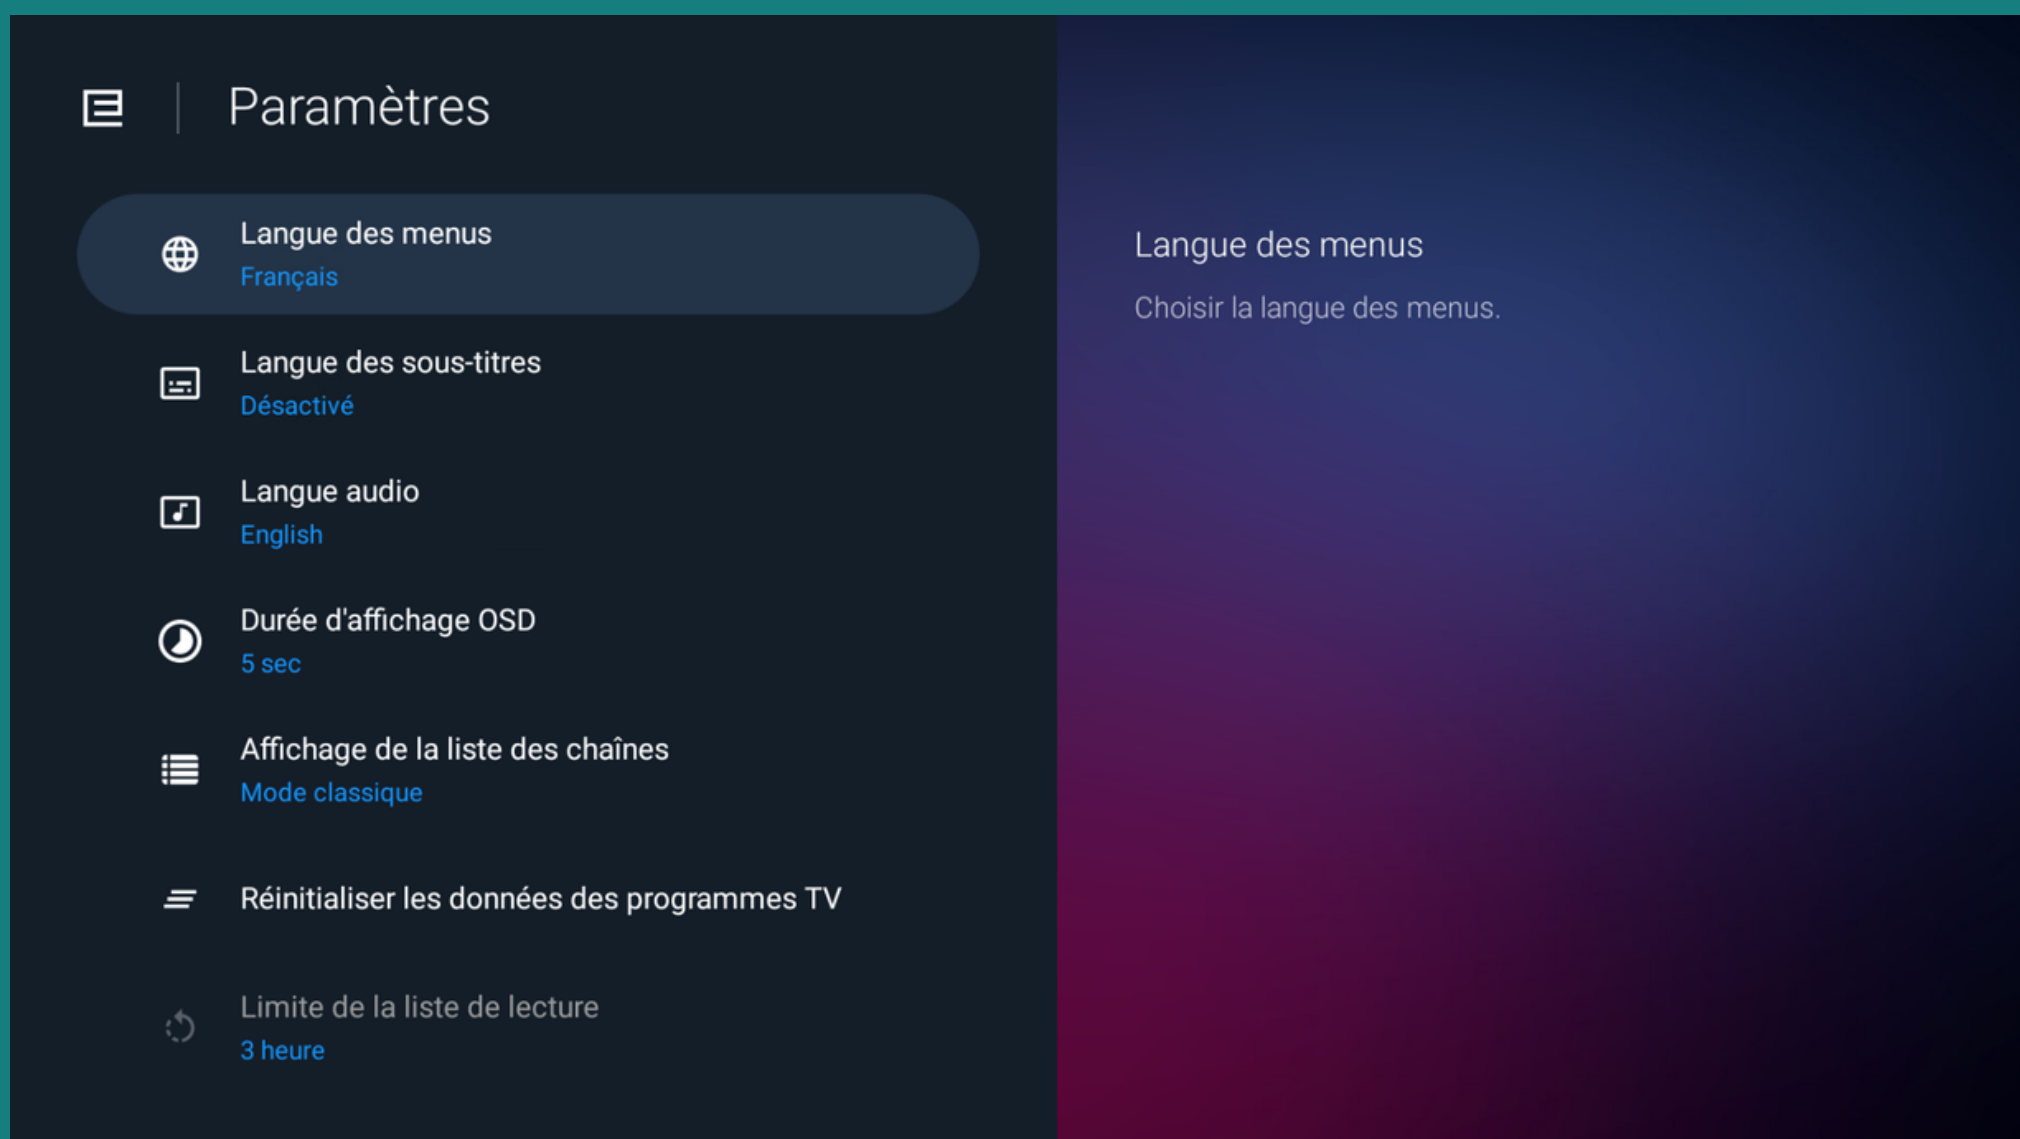 Paramètres
Langue des menus
Français
Langue des sous-titres
Désactivé
Langue audio
English
Durée d'affichage OSD
5 sec
Affichage de la liste des chaînes
Mode classique
Réinitialiser les données des programmes TV
Limite de la liste de lecture
3 heure
Langue des menus
Choisir la langue des menus.